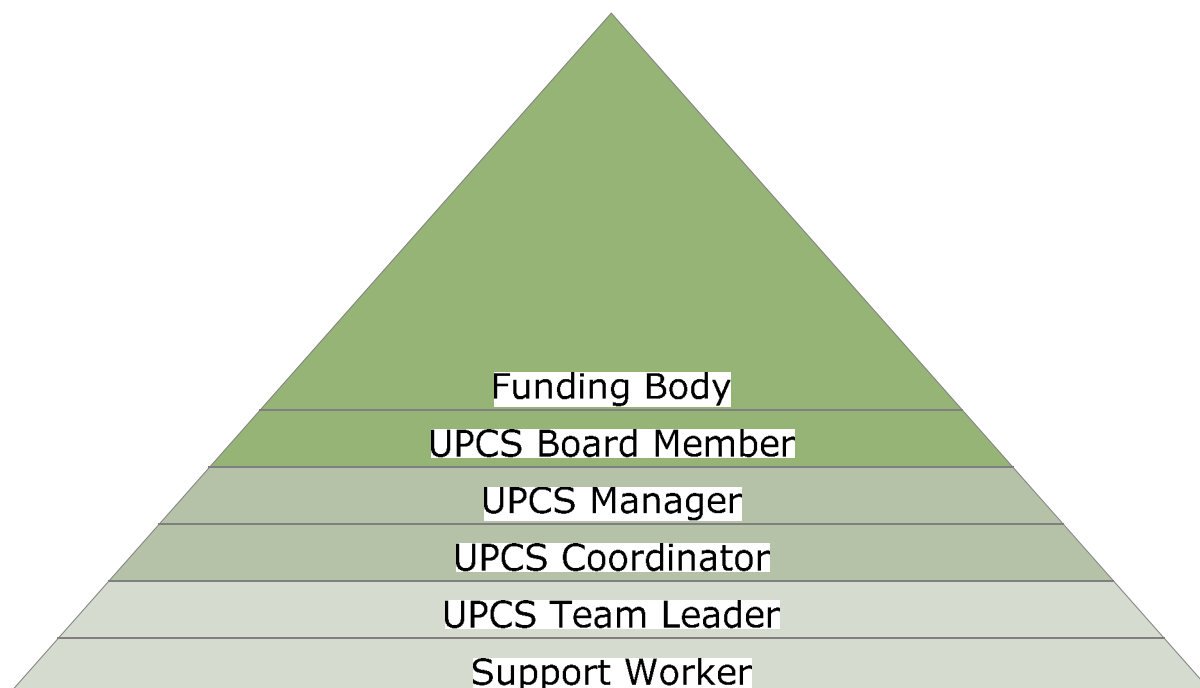 Funding Body
UPCS Board Member
UPCS Manager
UPCS Coordinator
UPCS Team Leader
Support Worker